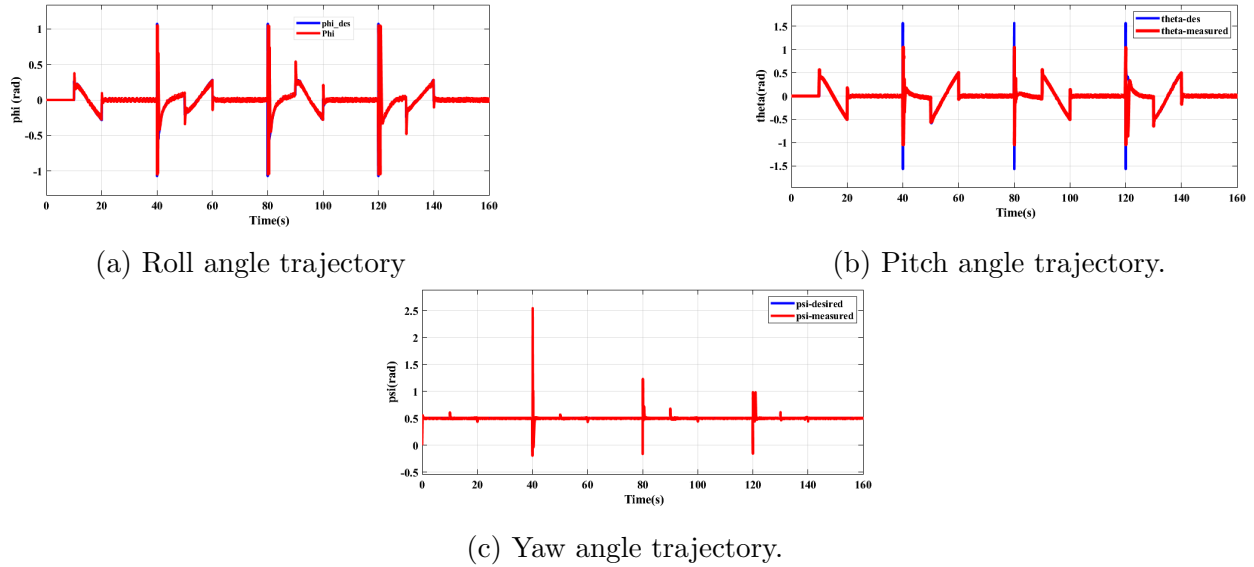 phi_des
Phi
1
0.5
0
-0.5
-1
phi (rad)
0 20 40 60 80 100 120 140 160
Time(s)
(a) Roll angle trajectory
theta-des
theta-measured
1.5
1
0.5
0
-0.5
-1
-1.5
theta(rad)
0 20 40 60 80 100 120 140 160
Time(s)
(b) Pitch angle trajectory.
psi-desired
psi-measured
2.5
2
1.5
1
0.5
0
-0.5
psi(rad)
0 20 40 60 80 100 120 140 160
Time(s)
(c) Yaw angle trajectory.